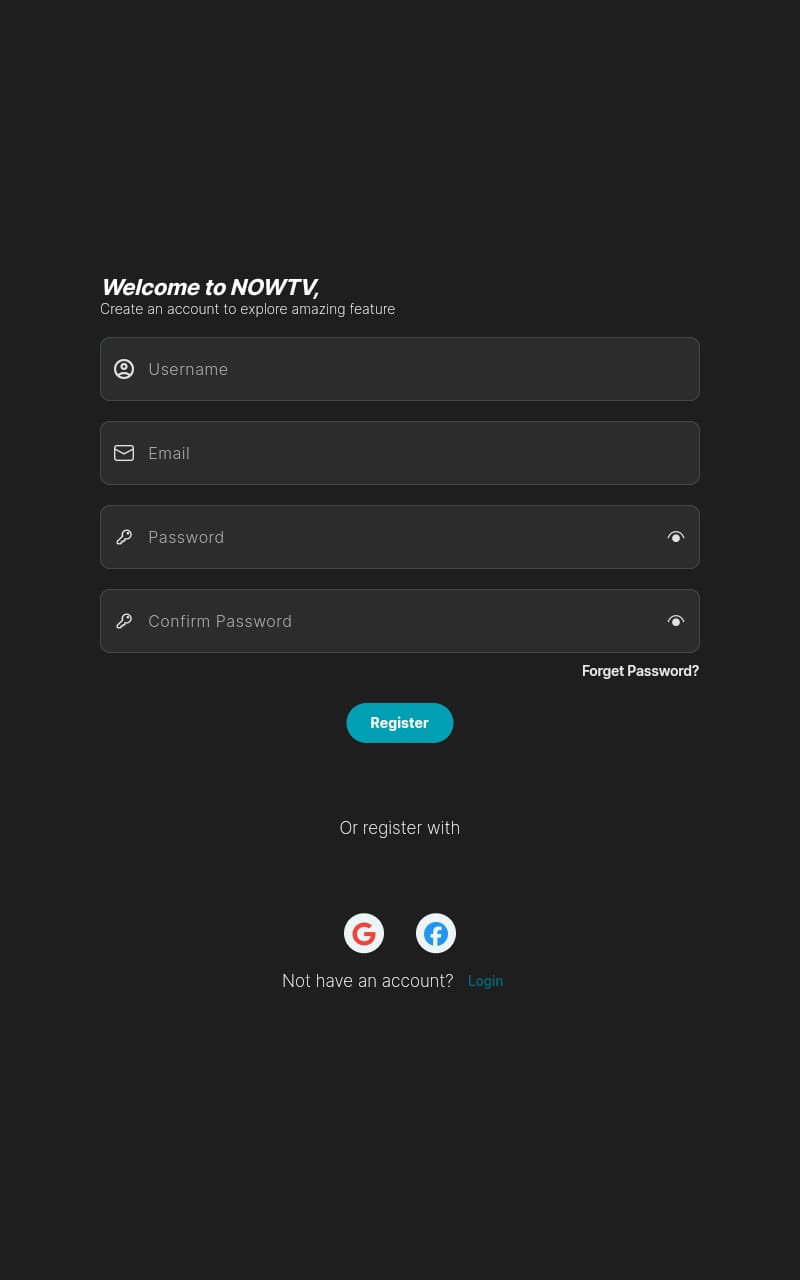 Welcome to NOWTV,
Create an account to explore amazing feature
Username
Email
Password
Confirm Password
Forget Password?
Register
Or register with
Not have an account? Login